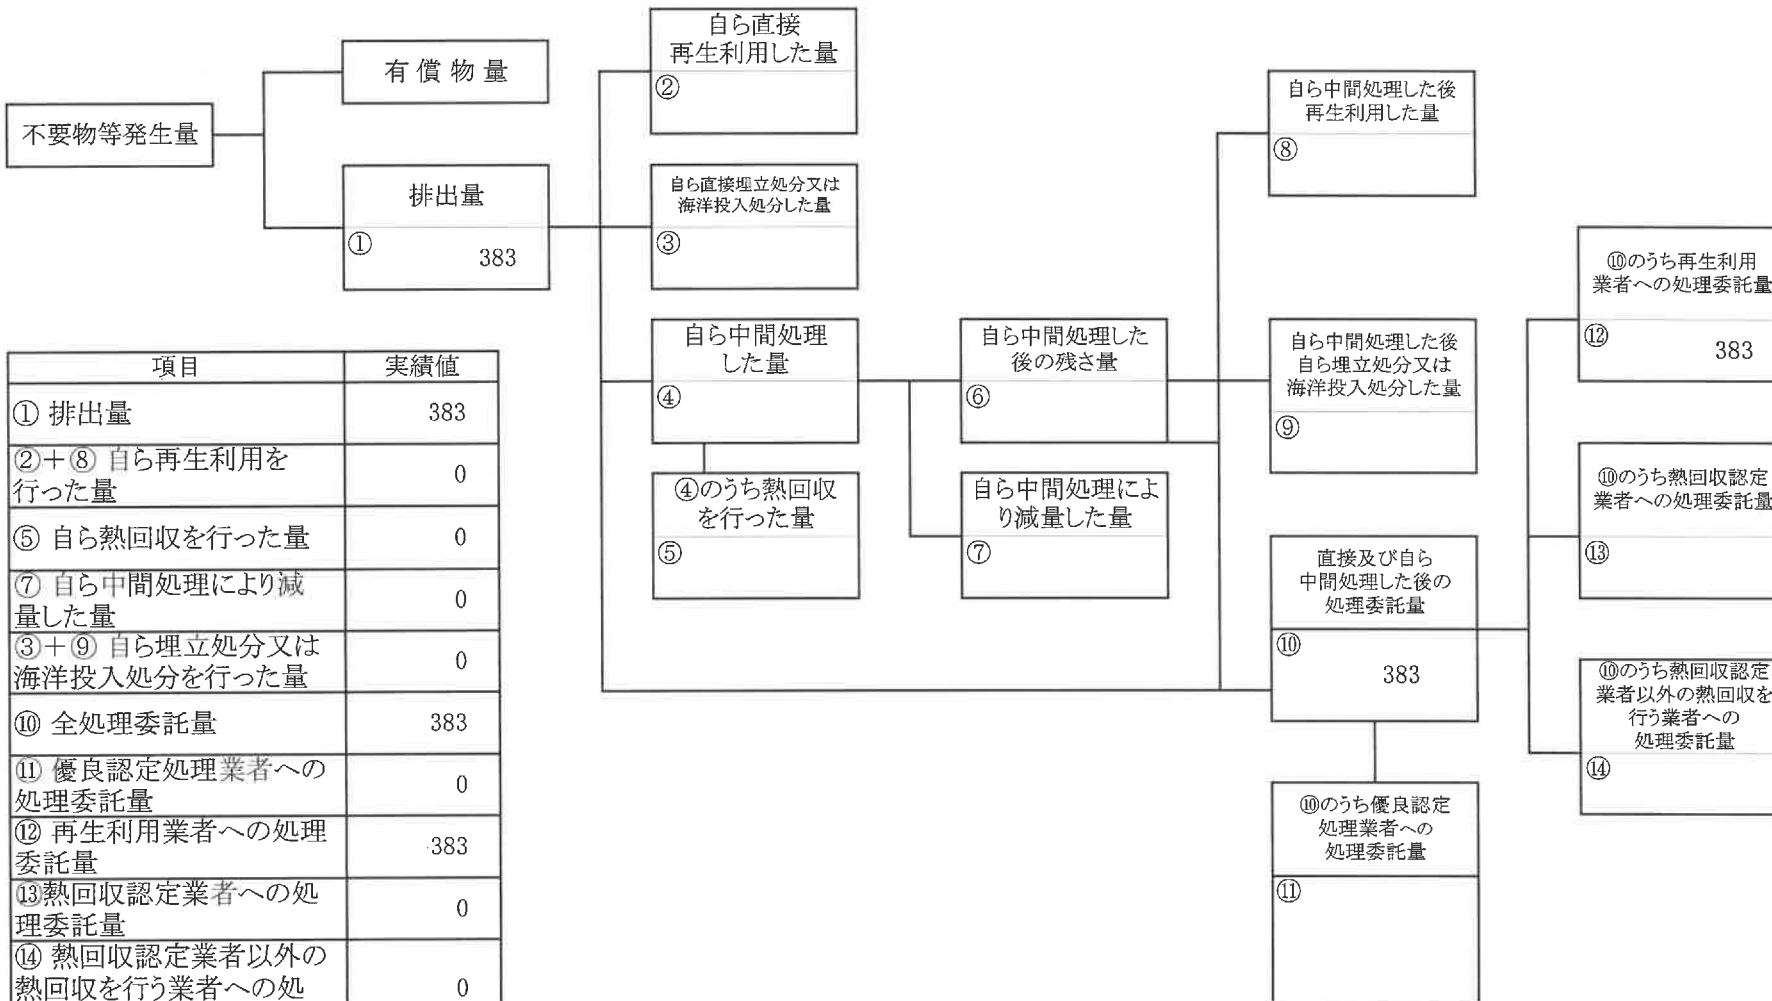 不要物等発生量
有償物量
排出量
①
383
自ら直接
再生利用した量
②
自ら直接埋立処分又は
海洋投入処分した量
③
自ら中間処理
した量
④
④のうち熱回収
を行った量
⑤
自ら中間処理した
後の残さ量
⑥
自ら中間処理によ
り減量した量
⑦
自ら中間処理した後
再生利用した量
⑧
自ら中間処理した後
自ら埋立処分又は
海洋投入処分した量
⑨
直接及び自ら
中間処理した後の
処理委託量
⑩
383
⑩のうち優良認定
処理業者への
処理委託量
⑪
⑩のうち再生利用
業者への処理委託量
⑫
383
⑩のうち熱回収認定
業者への処理委託量
⑬
⑩のうち熱回収認定
業者以外の熱回収を
行う業者への
処理委託量
⑭
項目 実績値
① 排出量 383
②+⑧ 自ら再生利用を
行った量 0
⑤ 自ら熱回収を行った量 0
⑦ 自ら中間処理により減
量した量 0
③+⑨ 自ら埋立処分又は
海洋投入処分を行った量 0
⑩ 全処理委託量 383
⑪ 優良認定処理業者への
処理委託量 0
⑫ 再生利用業者への処理
委託量 383
⑬熱回収認定業者への処
理委託量 0
⑭ 熱回収認定業者以外の
熱回収を行う業者への処 0